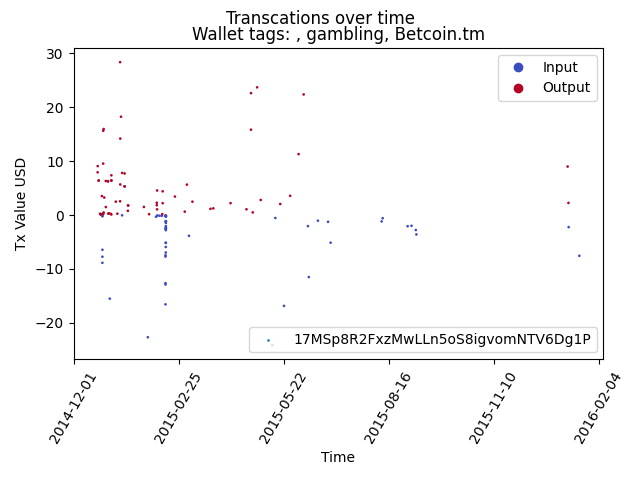 Transcations over time
Wallet tags: , gambling, Betcoin.tm
30
20
10
0
−10
−20
Tx Value USD
Input
Output
17MSp8R2FxzMwLLn5oS8igvomNTV6Dg1P
2014-12-01
2015-02-25
2015-05-22
2015-08-16
2015-11-10
2016-02-04
Time